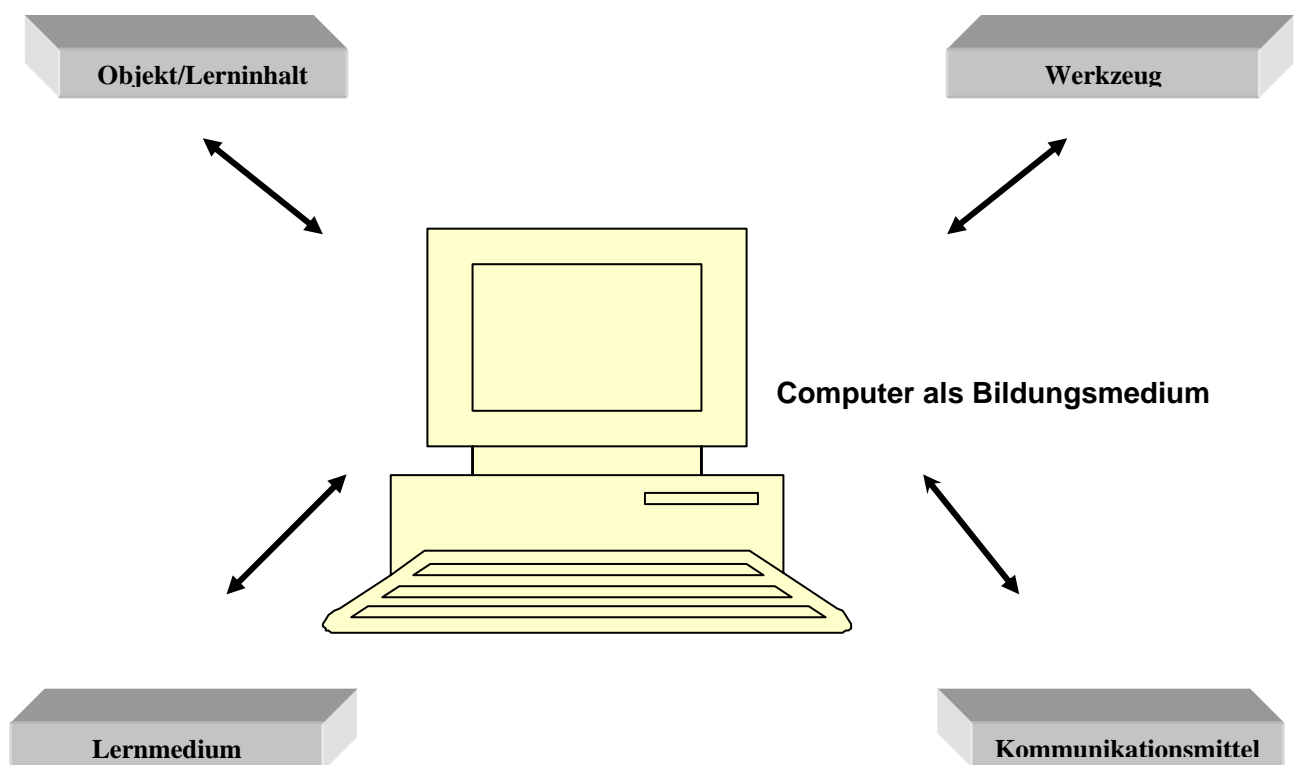 Objekt/Lerninhalt
Werkzeug
Computer als Bildungsmedium
Lernmedium
Kommunikationsmittel